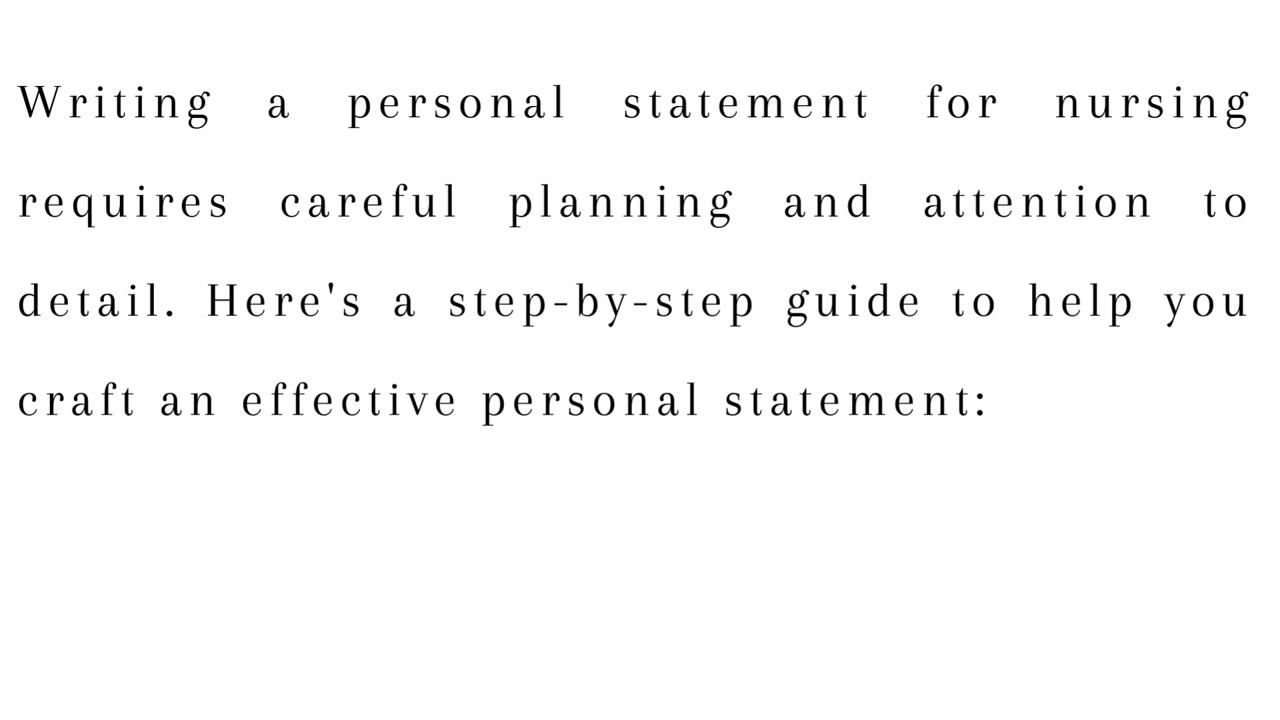 Writing a personal statement for nursing
requires careful planning and attention to
detail. Here's a step-by-step guide to help you
craft an effective personal statement: